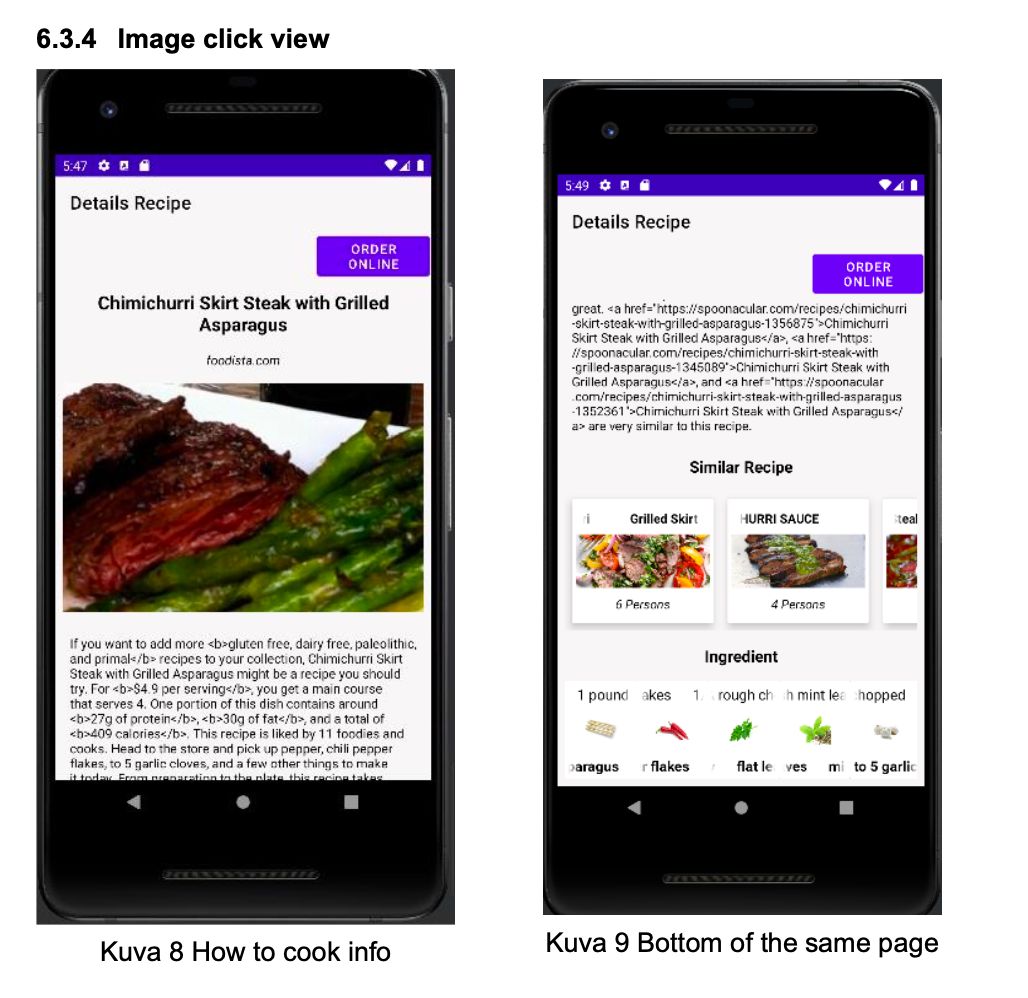 6.3.4 Image click view
5:47
Details Recipe
ORDER
ONLINE
Chimichurri Skirt Steak with Grilled
Asparagus
foodista.com
If you want to add more <b>gluten free, dairy free, paleolithic,
and primal</b> recipes to your collection, Chimichurri Skirt
Steak with Grilled Asparagus might be a recipe you should
try. For <b>$4.9 per serving</b>, you get a main course
that serves 4. One portion of this dish contains around
<b>27g of protein</b>, <b>30g of fat</b>, and a total of
<b>409 calories</b>. This recipe is liked by 11 foodies and
cooks. Head to the store and pick up pepper, chili pepper
flakes, to 5 garlic cloves, and a few other things to make
it today. From preparation to the plate, this recipe takes
Kuva 8 How to cook info
5:49
Details Recipe
ORDER
ONLINE
great. <a href="https://spoonacular.com/recipes/chimichurri
-skirt-steak-with-grilled-asparagus-1356875">Chimichurri
Skirt Steak with Grilled Asparagus</a>, <a href="https:
//spoonacular.com/recipes/chimichurri-skirt-steak-with
-grilled-asparagus-1345089">Chimichurri Skirt Steak with
Grilled Asparagus</a>, and <a href="https://spoonacular
.com/recipes/chimichurri-skirt-steak-with-grilled-asparagus
-1352361">Chimichurri Skirt Steak with Grilled Asparagus</
a> are very similar to this recipe.
Similar Recipe
ri Grilled Skirt HURRI SAUCE Steal
6 Persons 4 Persons
Ingredient
1 pound akes 1. rough ch h mint lea chopped
paragus r flakes flat le ves mi to 5 garlic
Kuva 9 Bottom of the same page